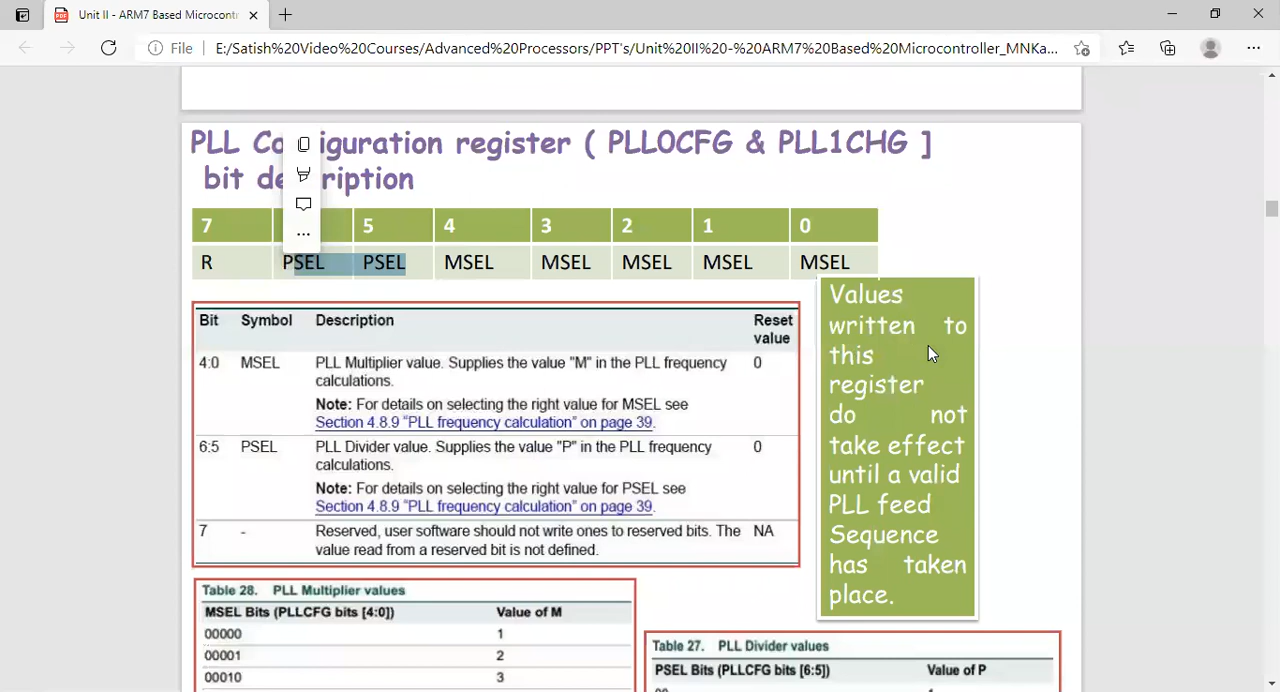 Unit II - ARM7 Based Microcontr
File
E:/Satish%20Video%20Courses/Advanced%20Processors/PPT's/Unit%20II%20-%20ARM7%20Based%20Microcontroller_MNKa...
PLL Co iguration register ( PLL0CFG & PLL1CHG ]
bit de ription
7 5 4 3 2 1 0
R PSEL PSEL MSEL MSEL MSEL MSEL MSEL
Bit Symbol Description Reset value
4:0 MSEL PLL Multiplier value. Supplies the value "M" in the PLL frequency 0
calculations.
Note: For details on selecting the right value for MSEL see
Section 4.8.9 "PLL frequency calculation" on page 39.
6:5 PSEL PLL Divider value. Supplies the value "P" in the PLL frequency 0
calculations.
Note: For details on selecting the right value for PSEL see
Section 4.8.9 "PLL frequency calculation" on page 39.
7 - Reserved, user software should not write ones to reserved bits. The NA
value read from a reserved bit is not defined.
Values
written to
this
register
do not
take effect
until a valid
PLL feed
Sequence
has taken
place.
Table 28. PLL Multiplier values
MSEL Bits (PLLCFG bits [4:0]) Value of M
00000 1
00001 2
00010 3
Table 27. PLL Divider values
PSEL Bits (PLLCFG bits [6:5]) Value of P